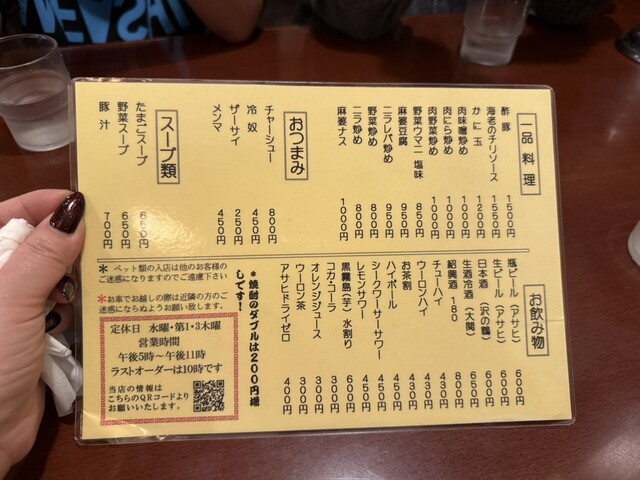 一品料理
酢豚 1500円
海老のチリソース 1550円
かに玉 1200円
肉味噌炒め 1000円
肉にら炒め 1000円
肉野菜炒め 1000円
野菜ウマニ 塩味 850円
麻婆豆腐 950円
ニラレバ炒め 950円
野菜炒め 800円
ニラ炒め 800円
麻婆ナス 1000円
おつまみ
チャーシュー 800円
冷奴 450円
ザーサイ 250円
メンマ 450円
スープ類
たまごスープ 650円
野菜スープ 650円
豚汁 700円
お飲み物
瓶ビール（アサヒ） 600円
生ビール（アサヒ） 600円
日本酒（沢の鶴） 500円
生酒冷酒（大関） 650円
紹興酒 180 800円
チューハイ 430円
ウーロンハイ 430円
お茶割 430円
ハイボール 450円
シークワーサーサワー 450円
レモンサワー 450円
黒霧島（芋）水割り 600円
コカ・コーラ 300円
オレンジジュース 300円
ウーロン茶 300円
アサヒドライゼロ 400円
*焼酎のダブルは200円増
しです！
* ペット類の入店は他のお客様の
ご迷惑になりますのでご遠慮下さい
*お車でお越しの際は近隣の方のご
迷惑にならぬようお願い致します。
定休日 水曜・第1・3木曜
営業時間
午後5時〜午後11時
ラストオーダーは10時です
当店の情報は
こちらのQRコードより
お願いいたします。